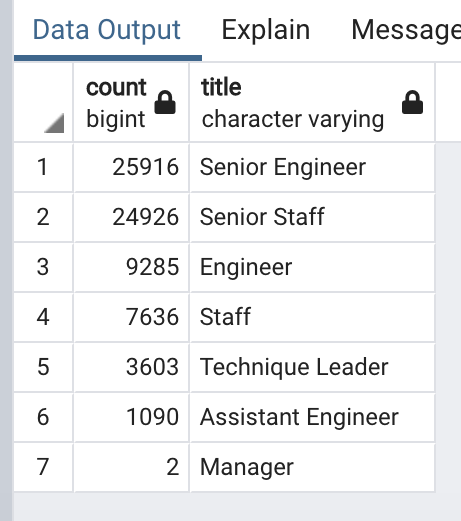 Data Output Explain Message
count title
bigint character varying
1 25916 Senior Engineer
2 24926 Senior Staff
3 9285 Engineer
4 7636 Staff
5 3603 Technique Leader
6 1090 Assistant Engineer
7 2 Manager